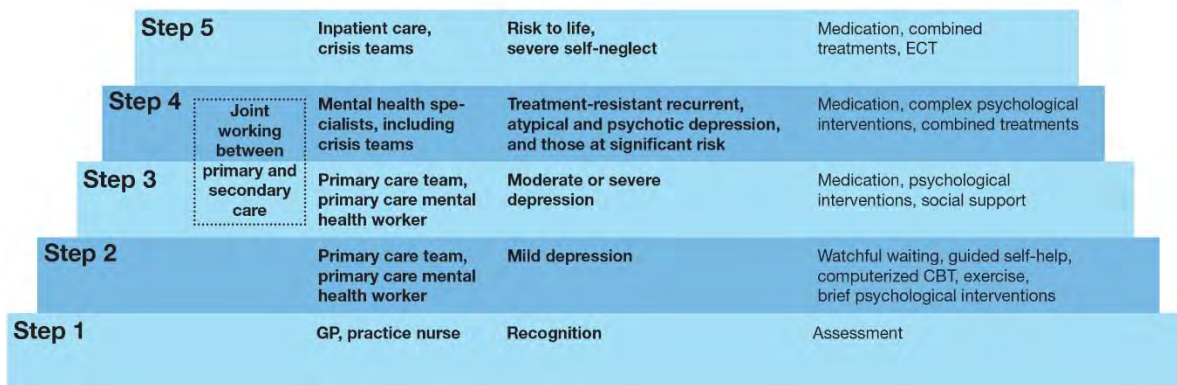 Step 5
Inpatient care,
crisis teams
Risk to life,
severe self-neglect
Medication, combined
treatments, ECT
Step 4
Joint
working
between
primary and
secondary
care
Mental health spe-
cialists, including
crisis teams
Treatment-resistant recurrent,
atypical and psychotic depression,
and those at significant risk
Medication, complex psychological
interventions, combined treatments
Step 3
Primary care team,
primary care mental
health worker
Moderate or severe
depression
Medication, psychological
interventions, social support
Step 2
Primary care team,
primary care mental
health worker
Mild depression
Watchful waiting, guided self-help,
computerized CBT, exercise,
brief psychological interventions
Step 1
GP, practice nurse
Recognition
Assessment